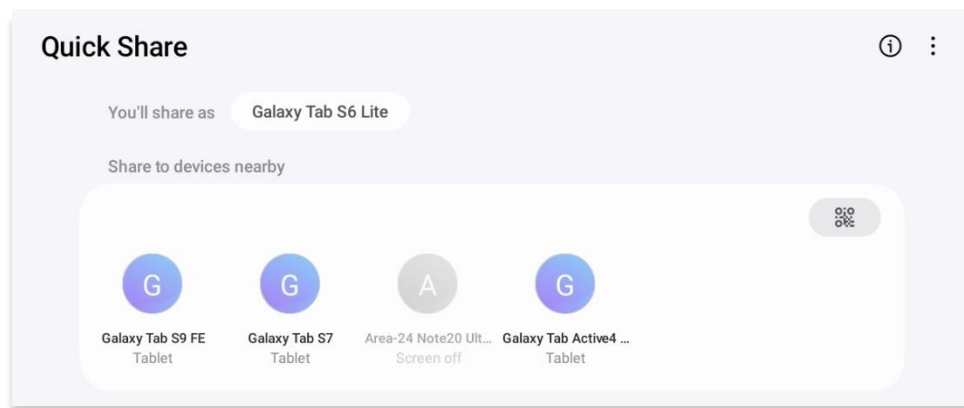 Quick Share
You'll share as Galaxy Tab S6 Lite
Share to devices nearby
G G A G
Galaxy Tab S9 FE Galaxy Tab S7 Area-24 Note20 Ult... Galaxy Tab Active4 ...
Tablet Tablet Screen off Tablet